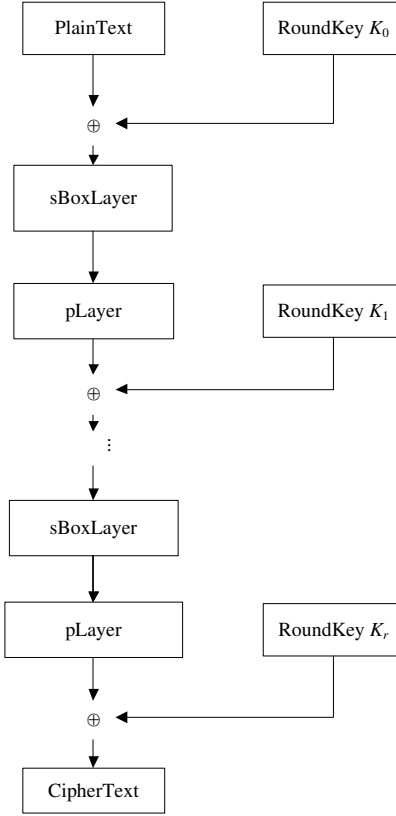 PlainText
RoundKey K₀
⊕
sBoxLayer
pLayer
RoundKey K₁
⊕
⋮
sBoxLayer
pLayer
RoundKey Kᵣ
⊕
CipherText